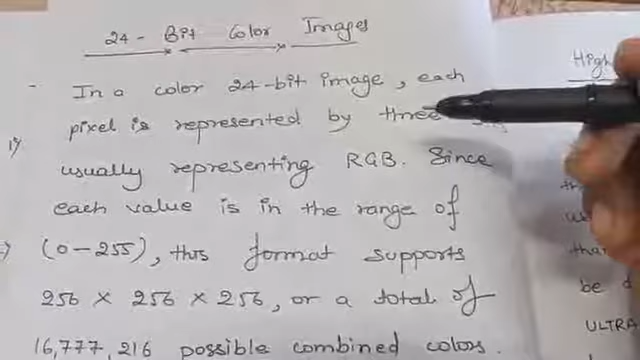 24-Bit Color Images
- In a color 24-bit image, each
pixel is represented by three
usually representing RGB. Since
each value is in the range of
(0-255), this format supports
256 × 256 × 256, or a total of
16,777,216 possible combined colors.
High
be d
ULTRA